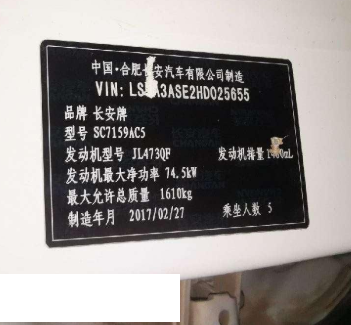 中国·合肥长安汽车有限公司制造
VIN: LS A3ASE2HD025655
品牌 长安牌
型号 SC7159AC5
发动机型号 JL473QF 发动机排量 1 00mL
发动机最大净功率 74.5kW
最大允许总质量 1610kg
制造年月 2017/02/27 乘坐人数 5